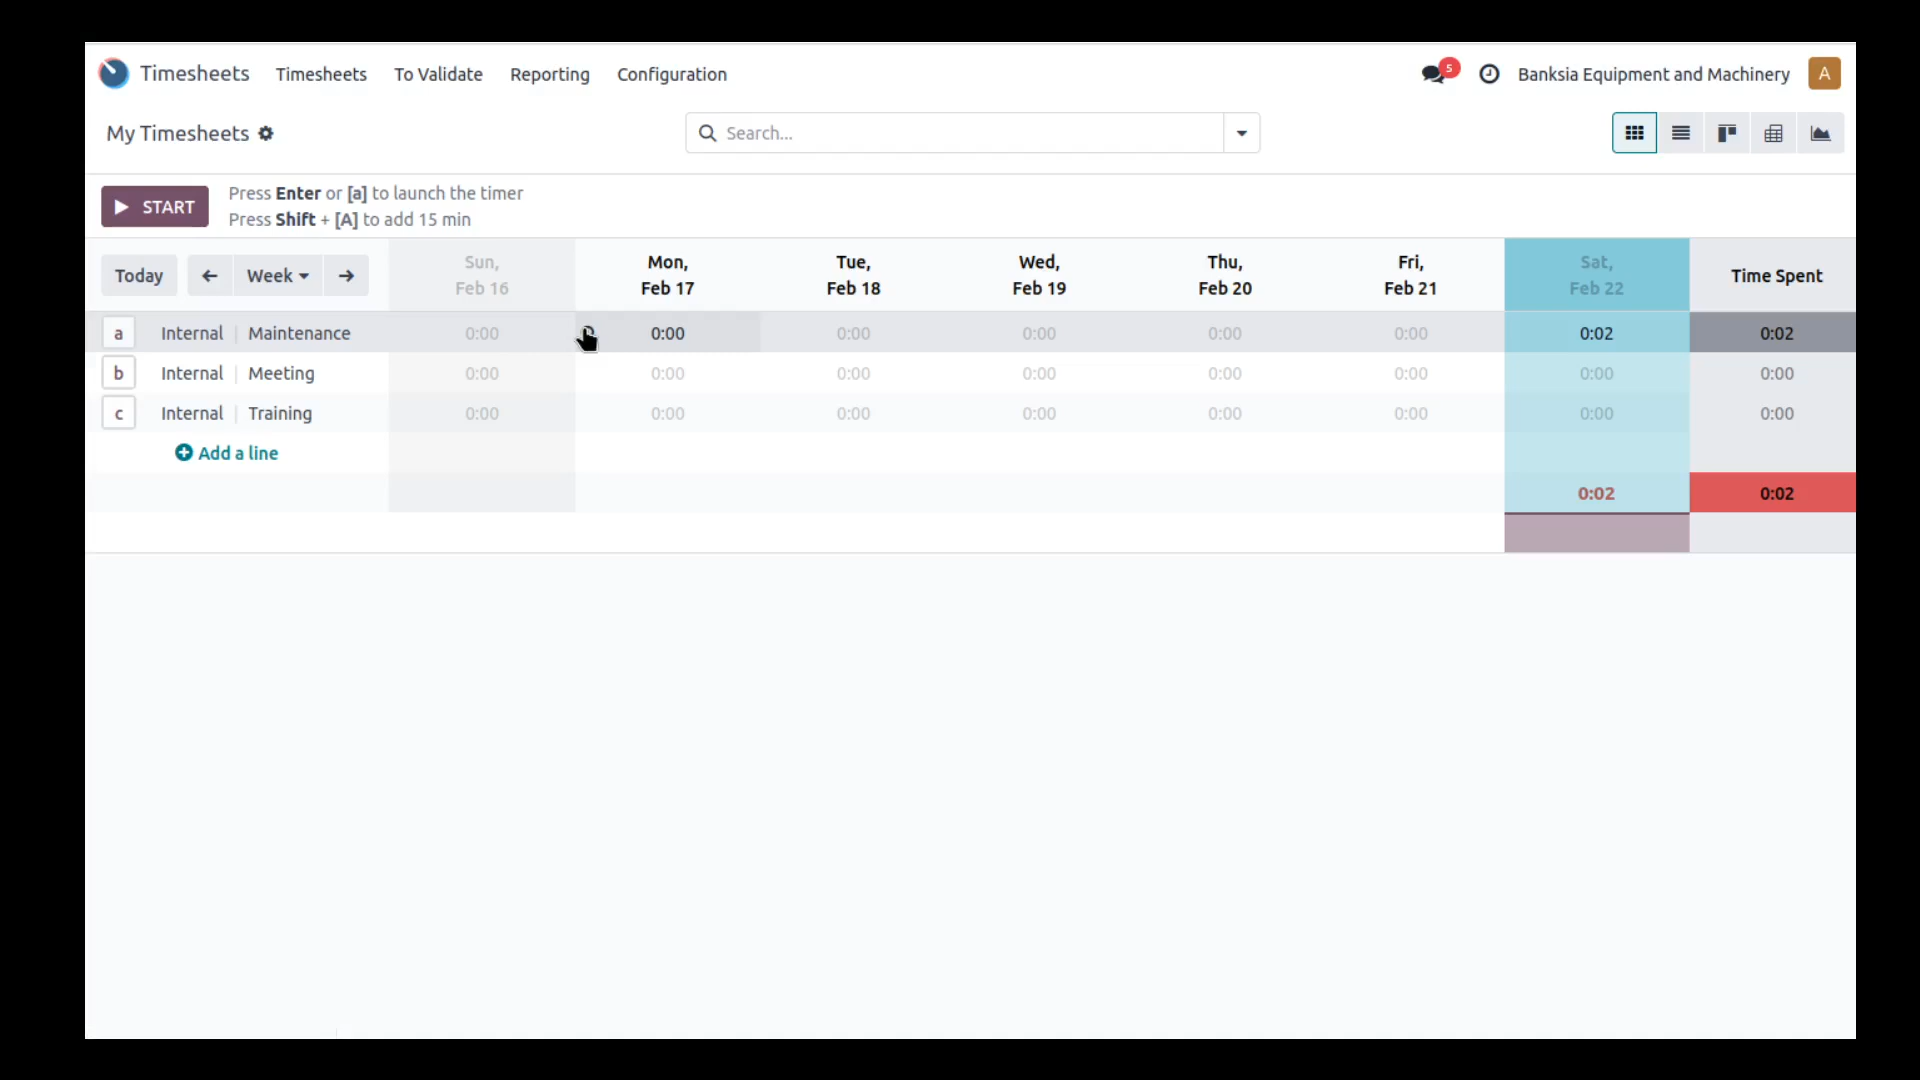 Timesheets Timesheets To Validate Reporting Configuration 5 Banksia Equipment and Machinery A
My Timesheets Search...
START Press Enter or [a] to launch the timer
Press Shift + [A] to add 15 min
Today Week Sun, Feb 16 Mon, Feb 17 Tue, Feb 18 Wed, Feb 19 Thu, Feb 20 Fri, Feb 21 Sat, Feb 22 Time Spent
a Internal Maintenance 0:00 0:00 0:00 0:00 0:00 0:00 0:02 0:02
b Internal Meeting 0:00 0:00 0:00 0:00 0:00 0:00 0:00 0:00
c Internal Training 0:00 0:00 0:00 0:00 0:00 0:00 0:00 0:00
Add a line
0:02 0:02